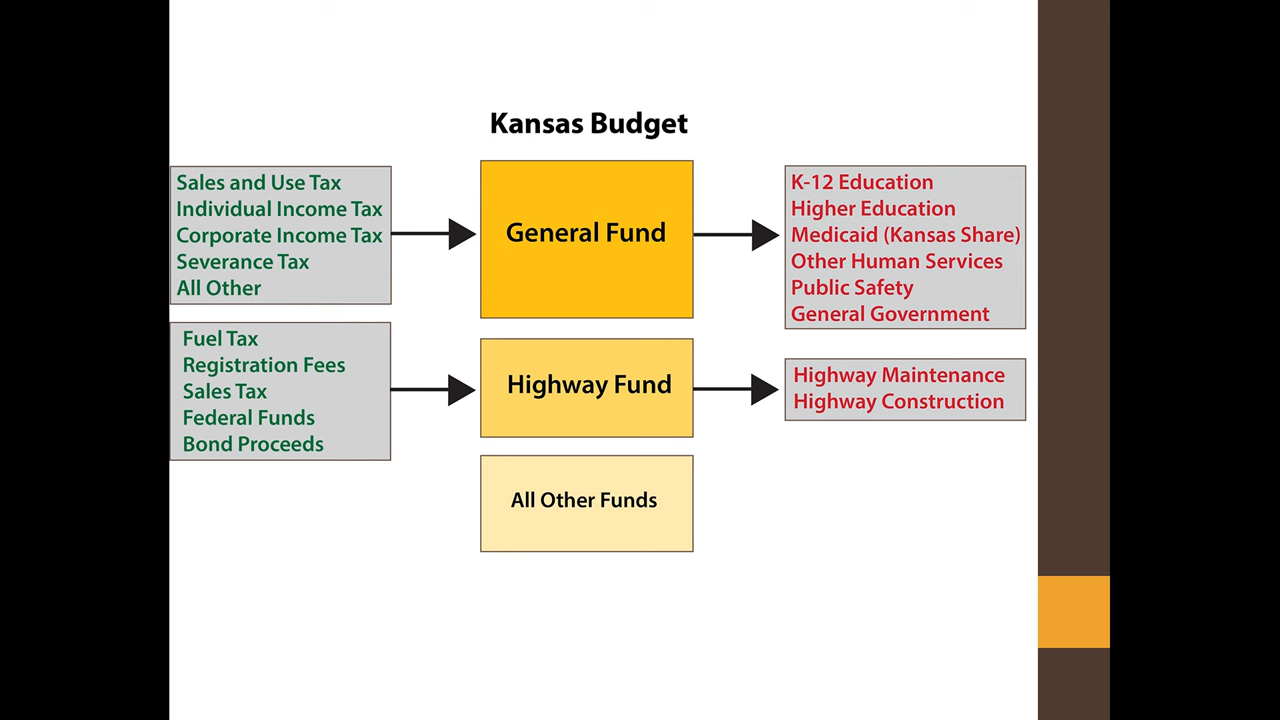 Kansas Budget
Sales and Use Tax
Individual Income Tax
Corporate Income Tax
Severance Tax
All Other
General Fund
K-12 Education
Higher Education
Medicaid (Kansas Share)
Other Human Services
Public Safety
General Government
Fuel Tax
Registration Fees
Sales Tax
Federal Funds
Bond Proceeds
Highway Fund
Highway Maintenance
Highway Construction
All Other Funds